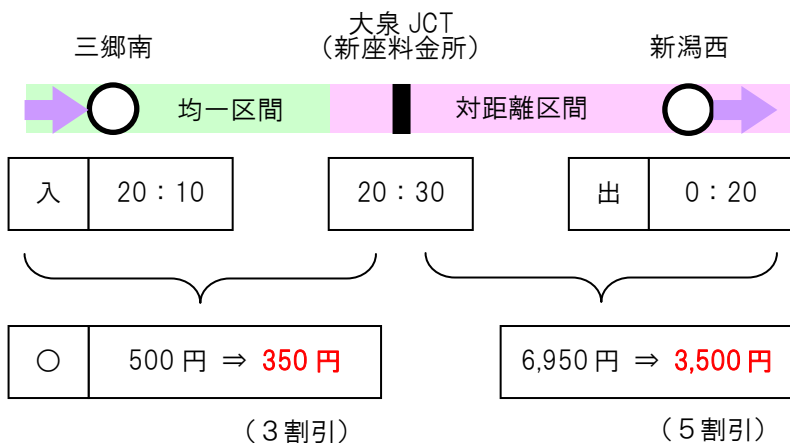 大泉 JCT
三郷南
（新座料金所）
新潟西
均一区間
対距離区間
入
20：10
20：30
出
0：20
○
500 円 ⇒ 350 円
6,950 円 ⇒ 3,500 円
（３割引）
（５割引）